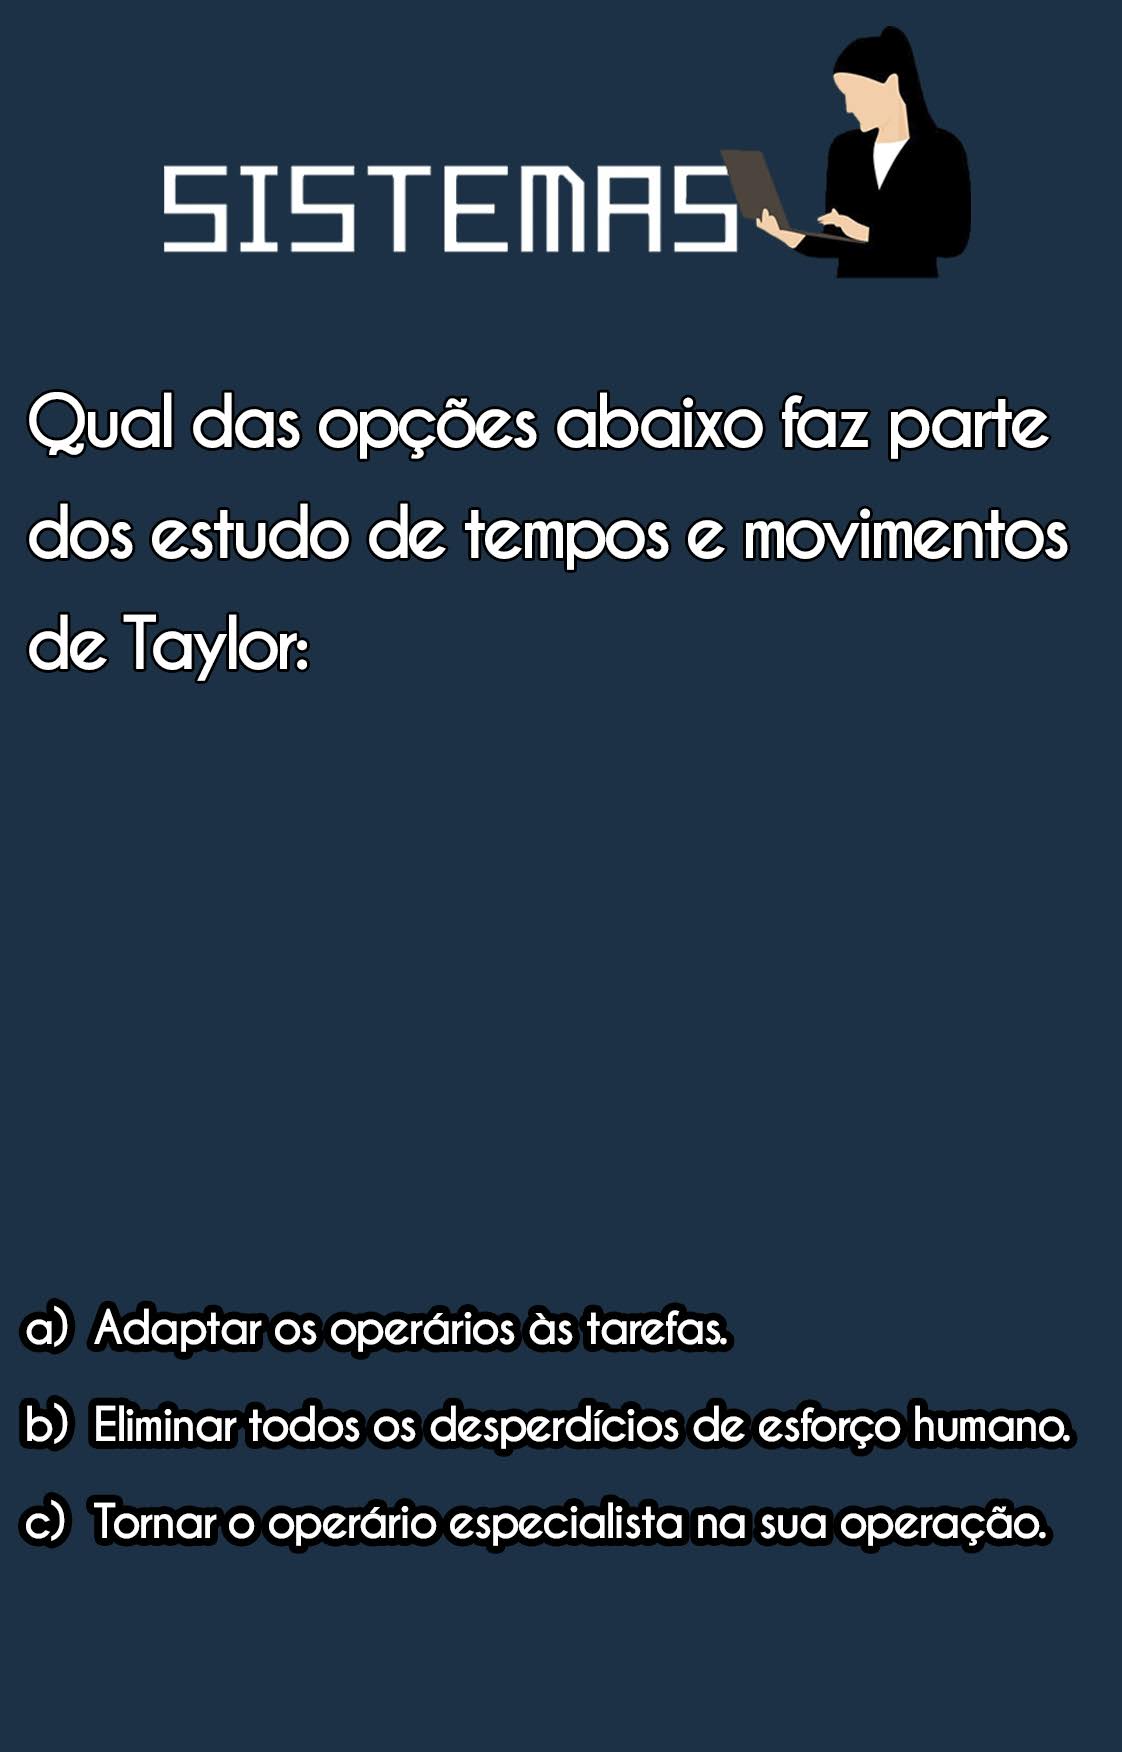 SISTEMAS
Qual das opções abaixo faz parte
dos estudo de tempos e movimentos
de Taylor:
a) Adaptar os operários às tarefas.
b) Eliminar todos os desperdícios de esforço humano.
c) Tornar o operário especialista na sua operação.